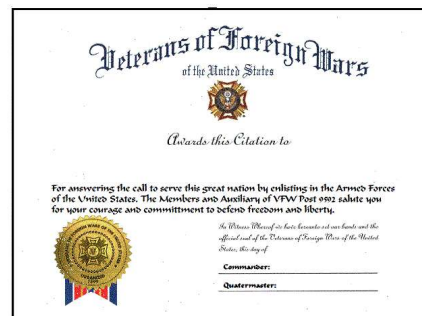 Veterans of Foreign Wars
of the United States
Awards this Citation to
For answering the call to serve this great nation by enlisting in the Armed Forces
of the United States. The Members and Auxiliary of VFW Post 0592 salute you
for your courage and committment to defend freedom and liberty.
In Witness Whereof we have hereunto set our hands and the
official seal of the Veterans of Foreign Wars of the United
States, this day of
Commander:
Quatermaster: